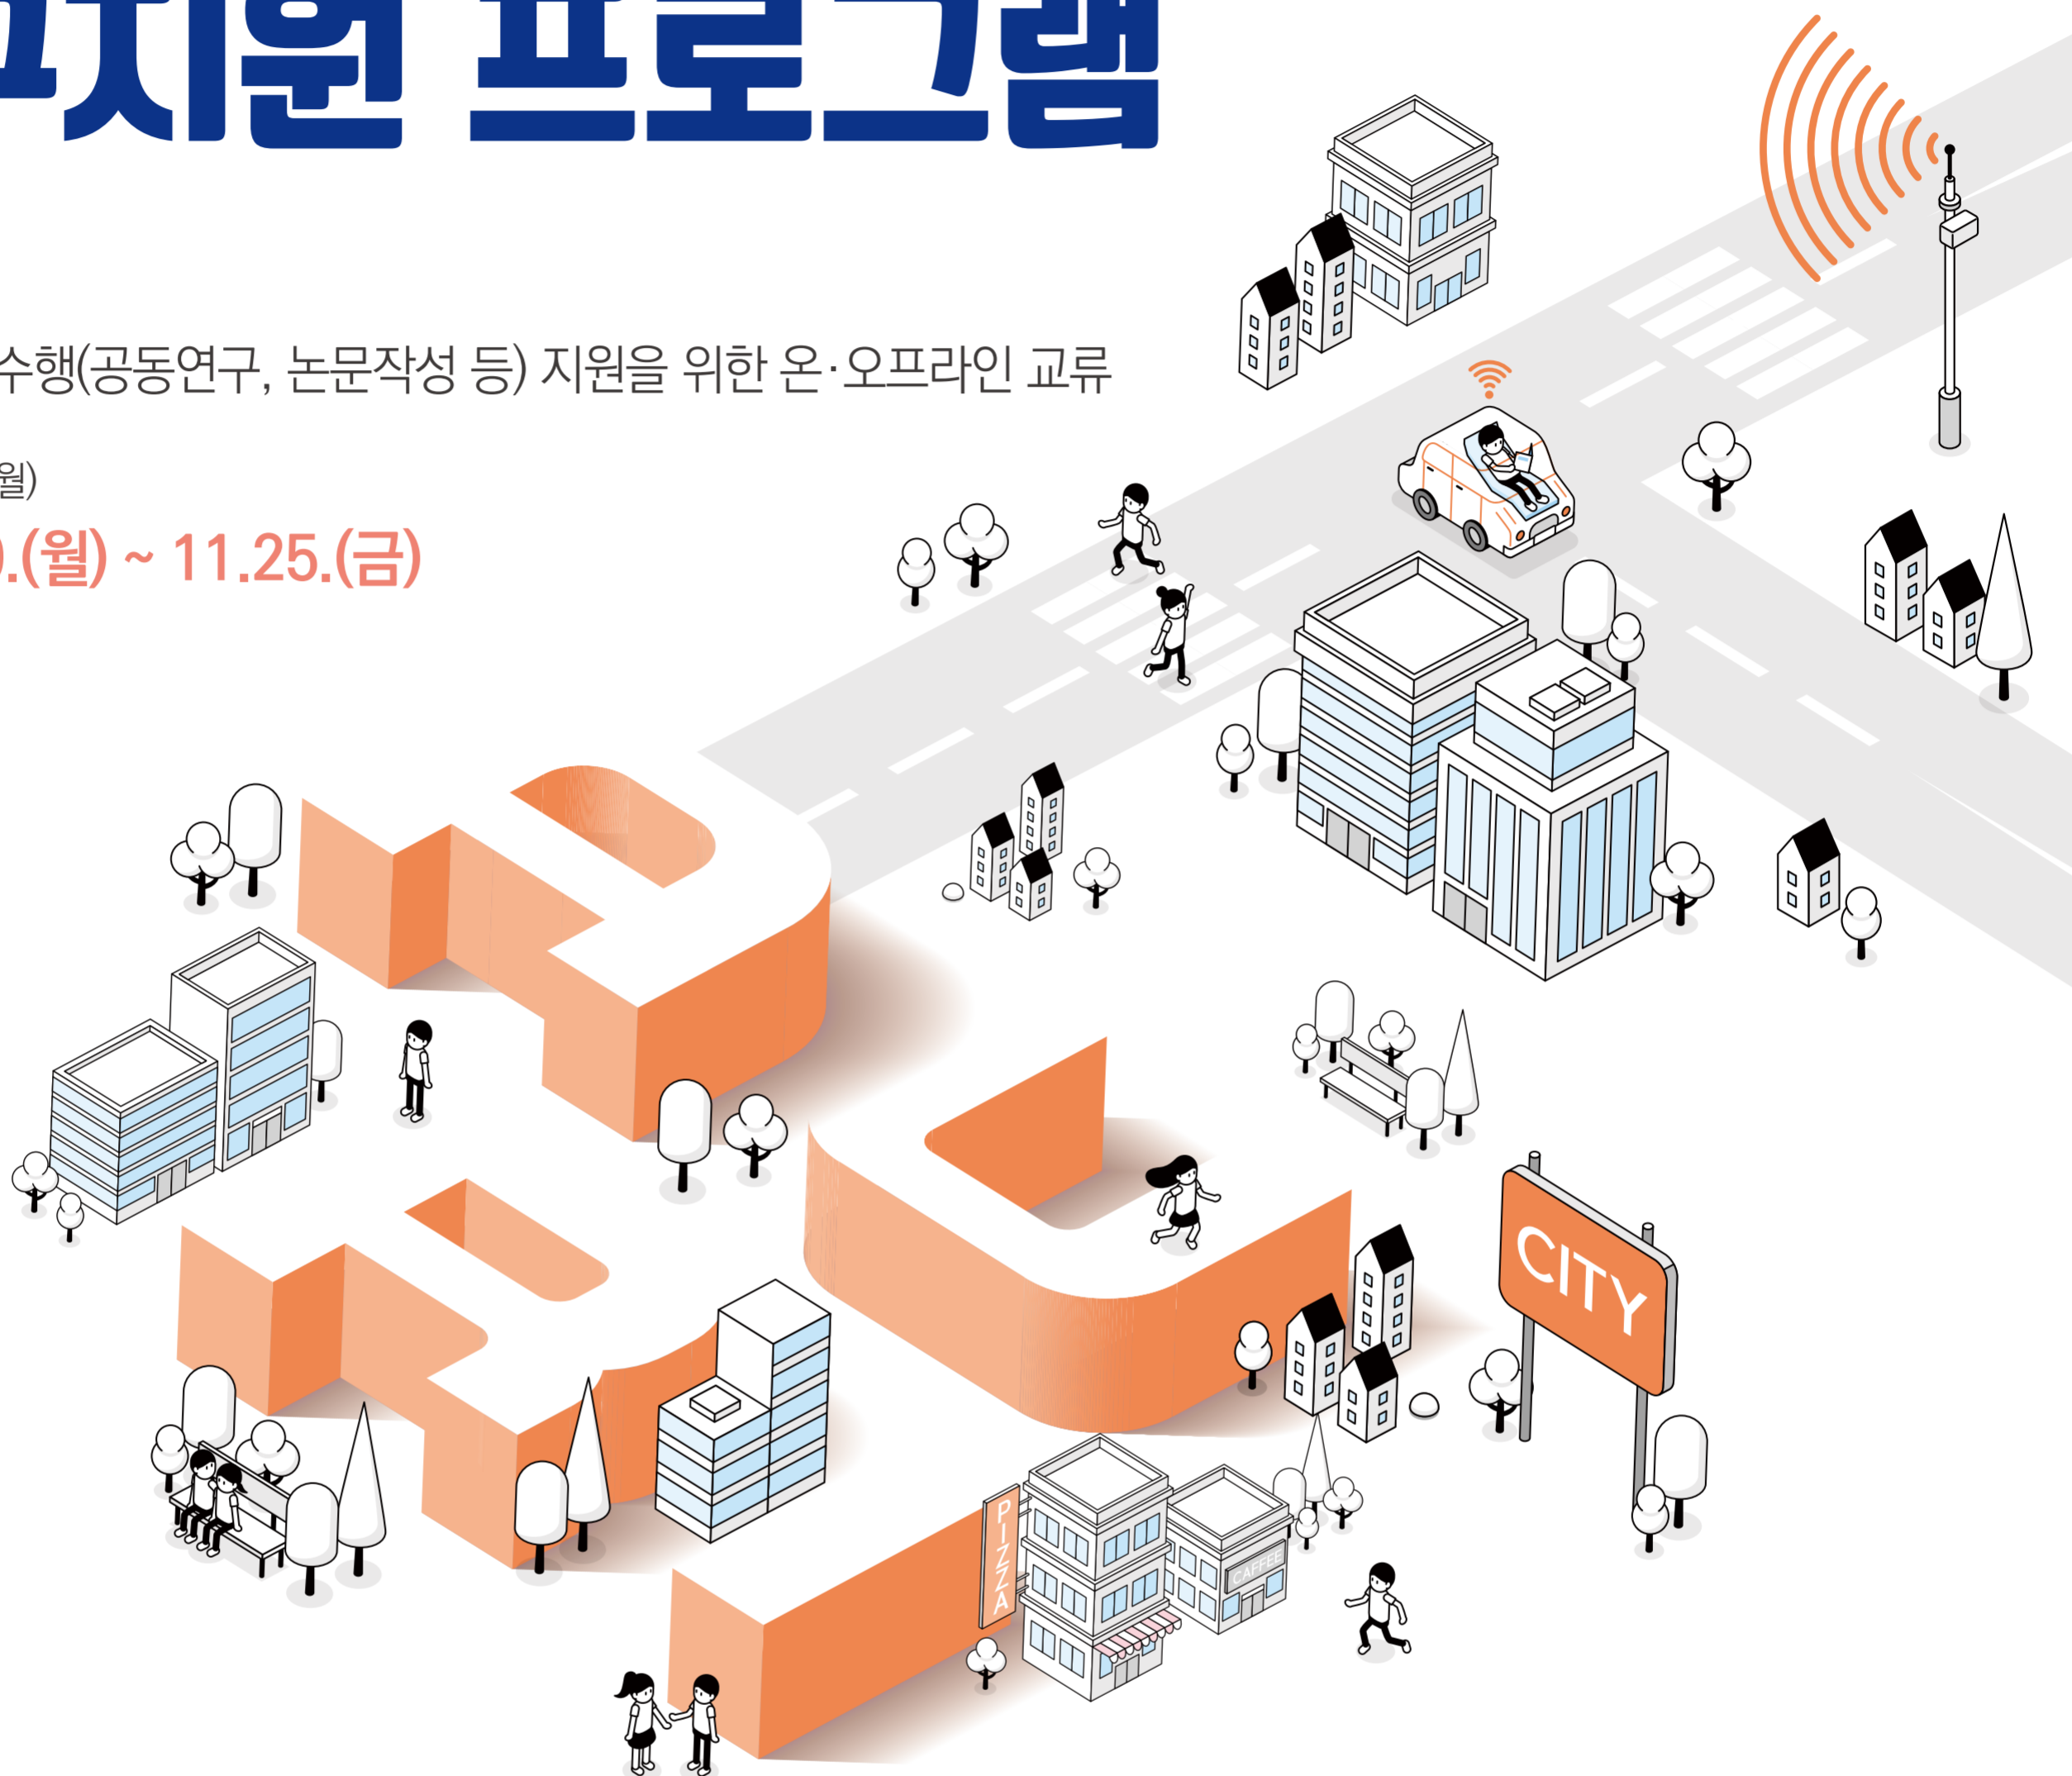 지원 프로그램
수행(공동연구, 논문작성 등) 지원을 위한 온·오프라인 교류
월)
.(월) ~ 11.25.(금)
CITY
PIZZA
CAFFEE